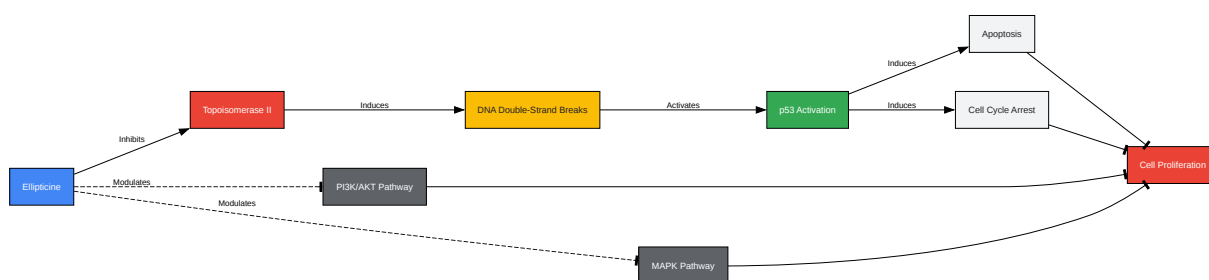 Apoptosis
Induces
Topoisomerase II
Induces
DNA Double-Strand Breaks
Activates
p53 Activation
Induces
Cell Cycle Arrest
Inhibits
Cell Proliferation
Ellipticine
Modulates
PI3K/AKT Pathway
Modulates
MAPK Pathway